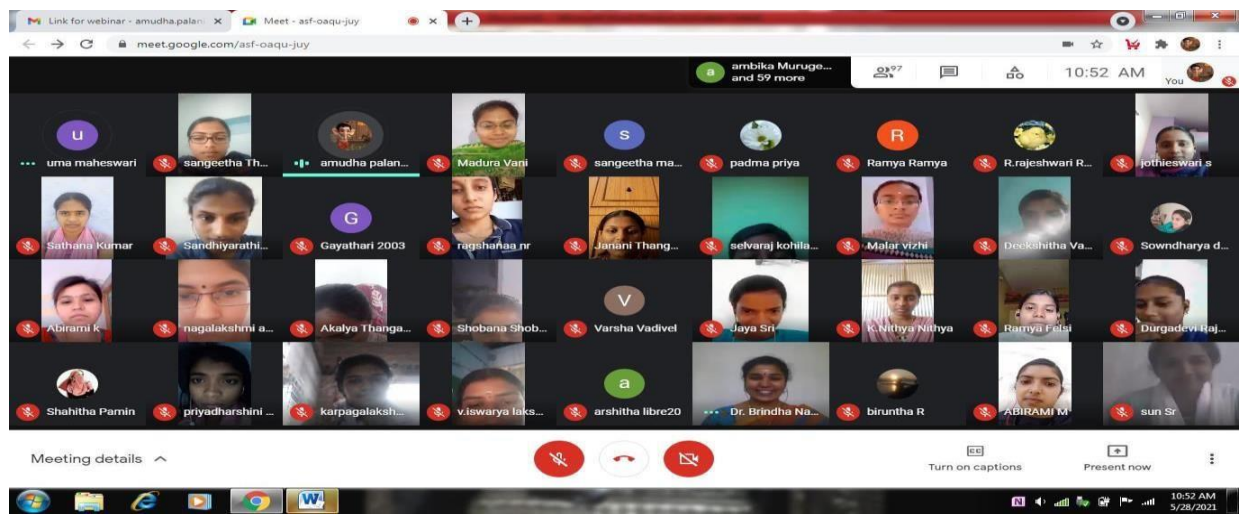 Link for webinar - amudha.palani
Meet - asf-oaqu-juy
meet.google.com/asf-oaqu-juy
a
ambika Muruge...
and 59 more
97
10:52 AM
You
u
uma maheswari
sangeetha Th...
amudha palan...
Madura Vani
s
sangeetha ma...
padma priya
R
Ramya Ramya
R.rajeshwari R...
jothieswari s
Sathana Kumar
Sandhiyarathi...
G
Gayathari 2003
ragshanaa nr
Janani Thang...
selvaraj kohila...
Malar vizhi
Deekshitha Va...
Sowndharya d...
Abirami k
nagalakshmi a...
Akalya Thanga...
Shobana Shob...
V
Varsha Vadivel
Jaya Sri
K.Nithya Nithya
Ramya Felsi
Durgadevi Raj...
Shahitha Pamin
priyadharshini ...
karpagalaksh...
v.iswarya laks...
a
arshitha libre20
Dr. Brindha Na...
biruntha R
ABIRAMI M
sun Sr
Meeting details
CC
Turn on captions
Present now
W
N
10:52 AM
5/28/2021